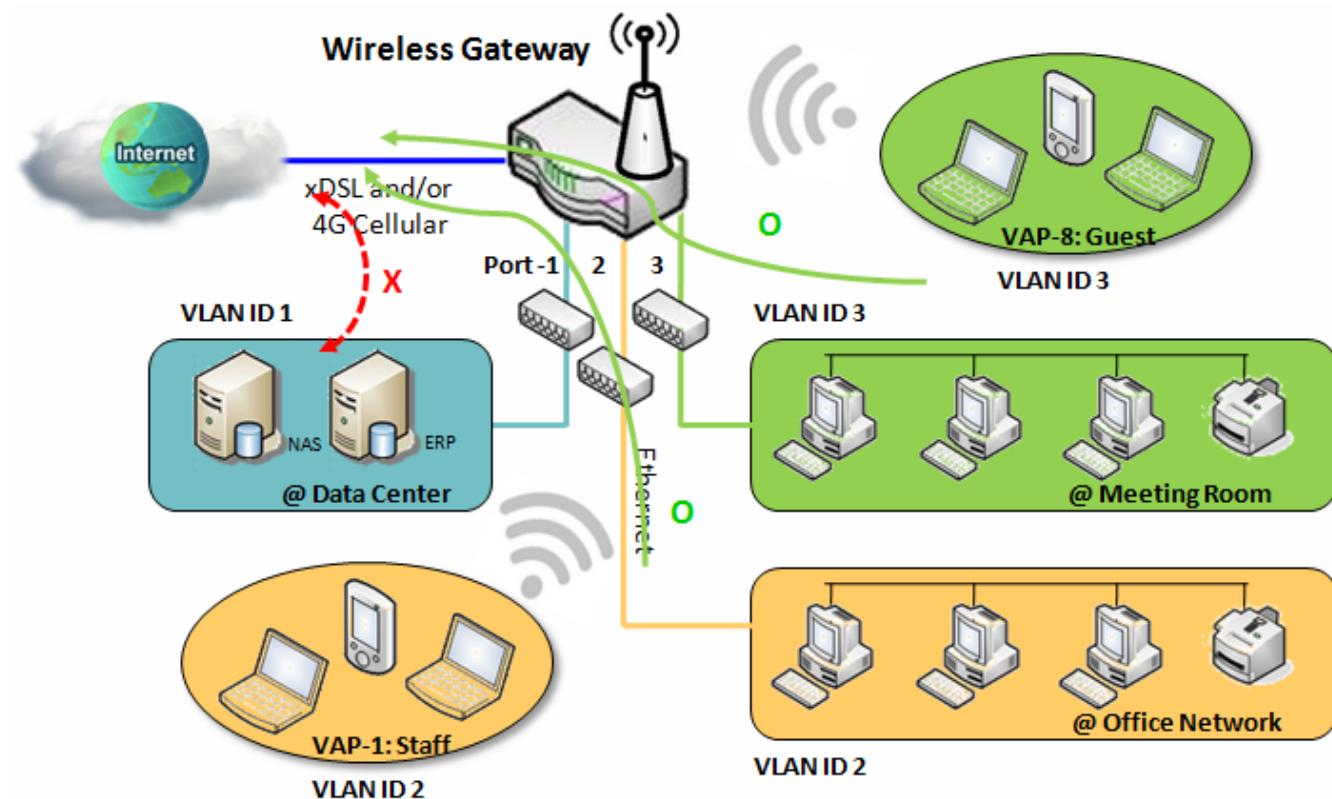 Wireless Gateway
Internet
xDSL and/or
4G Cellular
O
VAP-8: Guest
VLAN ID 3
Port -1
2
3
X
VLAN ID 1
VLAN ID 3
NAS
ERP
@ Data Center
Ethernet
O
@ Meeting Room
VAP-1: Staff
VLAN ID 2
@ Office Network
VLAN ID 2